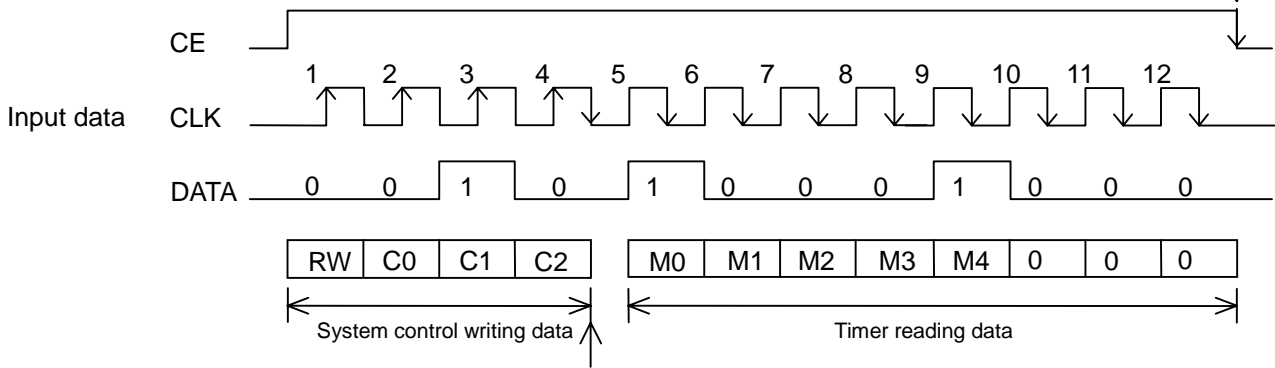 CE
1 2 3 4 5 6 7 8 9 10 11 12
Input data CLK
DATA 0 0 1 0 1 0 0 0 1 0 0 0
RW C0 C1 C2 M0 M1 M2 M3 M4 0 0 0
System control writing data Timer reading data